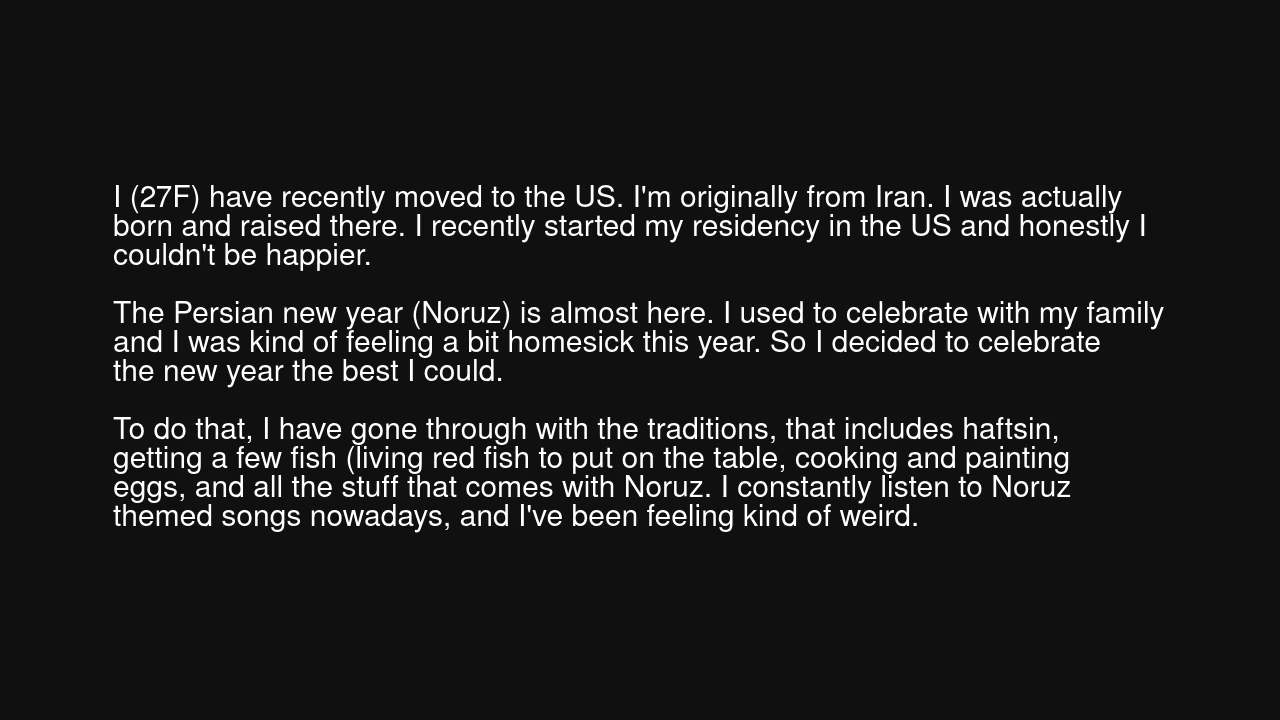 I (27F) have recently moved to the US. I'm originally from Iran. I was actually
born and raised there. I recently started my residency in the US and honestly I
couldn't be happier.
The Persian new year (Noruz) is almost here. I used to celebrate with my family
and I was kind of feeling a bit homesick this year. So I decided to celebrate
the new year the best I could.
To do that, I have gone through with the traditions, that includes haftsin,
getting a few fish (living red fish to put on the table, cooking and painting
eggs, and all the stuff that comes with Noruz. I constantly listen to Noruz
themed songs nowadays, and I've been feeling kind of weird.